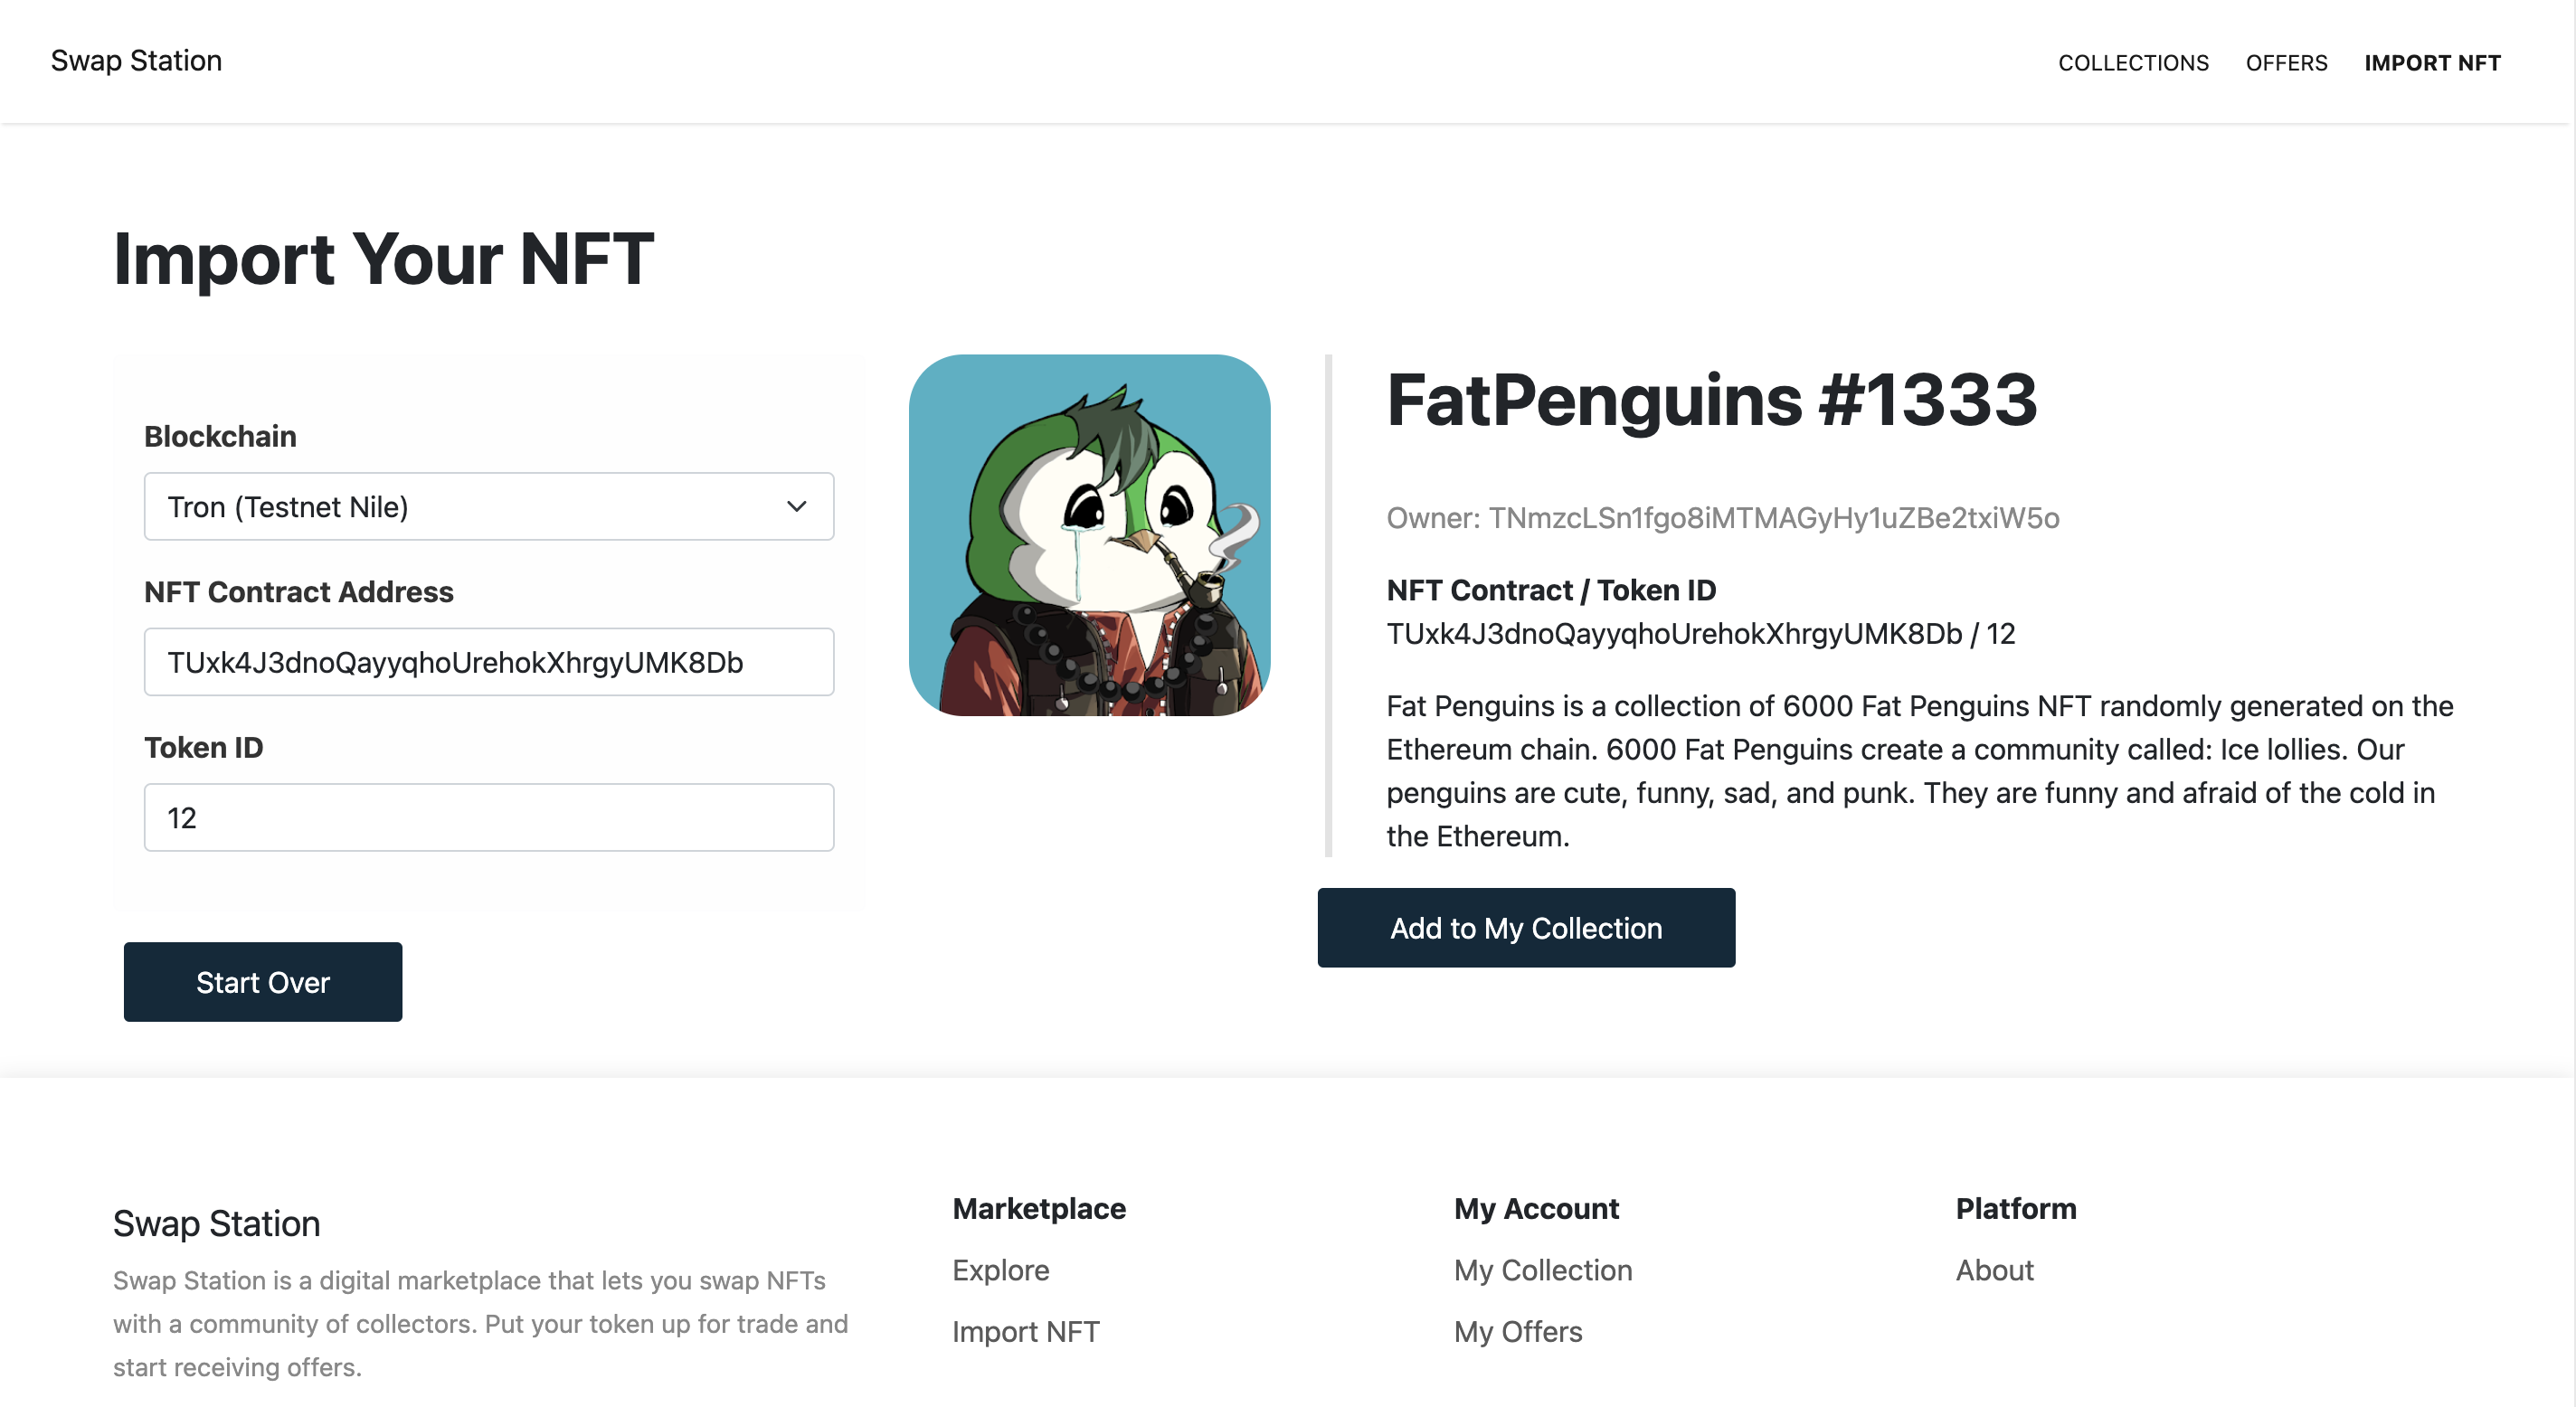 Swap Station
COLLECTIONS OFFERS IMPORT NFT
Import Your NFT
Blockchain
Tron (Testnet Nile)
NFT Contract Address
TUxk4J3dnoQayyqhoUrehokXhrgyUMK8Db
Token ID
12
Start Over
FatPenguins #1333
Owner: TNmzcLSn1fgo8iMTMAGyHy1uZBe2txiW5o
NFT Contract / Token ID
TUxk4J3dnoQayyqhoUrehokXhrgyUMK8Db / 12
Fat Penguins is a collection of 6000 Fat Penguins NFT randomly generated on the
Ethereum chain. 6000 Fat Penguins create a community called: Ice lollies. Our
penguins are cute, funny, sad, and punk. They are funny and afraid of the cold in
the Ethereum.
Add to My Collection
Swap Station
Swap Station is a digital marketplace that lets you swap NFTs
with a community of collectors. Put your token up for trade and
start receiving offers.
Marketplace
Explore
Import NFT
My Account
My Collection
My Offers
Platform
About